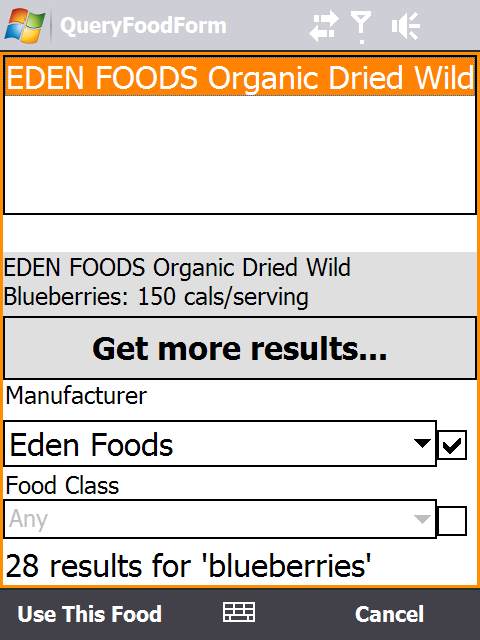 QueryFoodForm
EDEN FOODS Organic Dried Wild
EDEN FOODS Organic Dried Wild
Blueberries: 150 cals/serving
Get more results...
Manufacturer
Eden Foods
Food Class
Any
28 results for 'blueberries'
Use This Food
Cancel